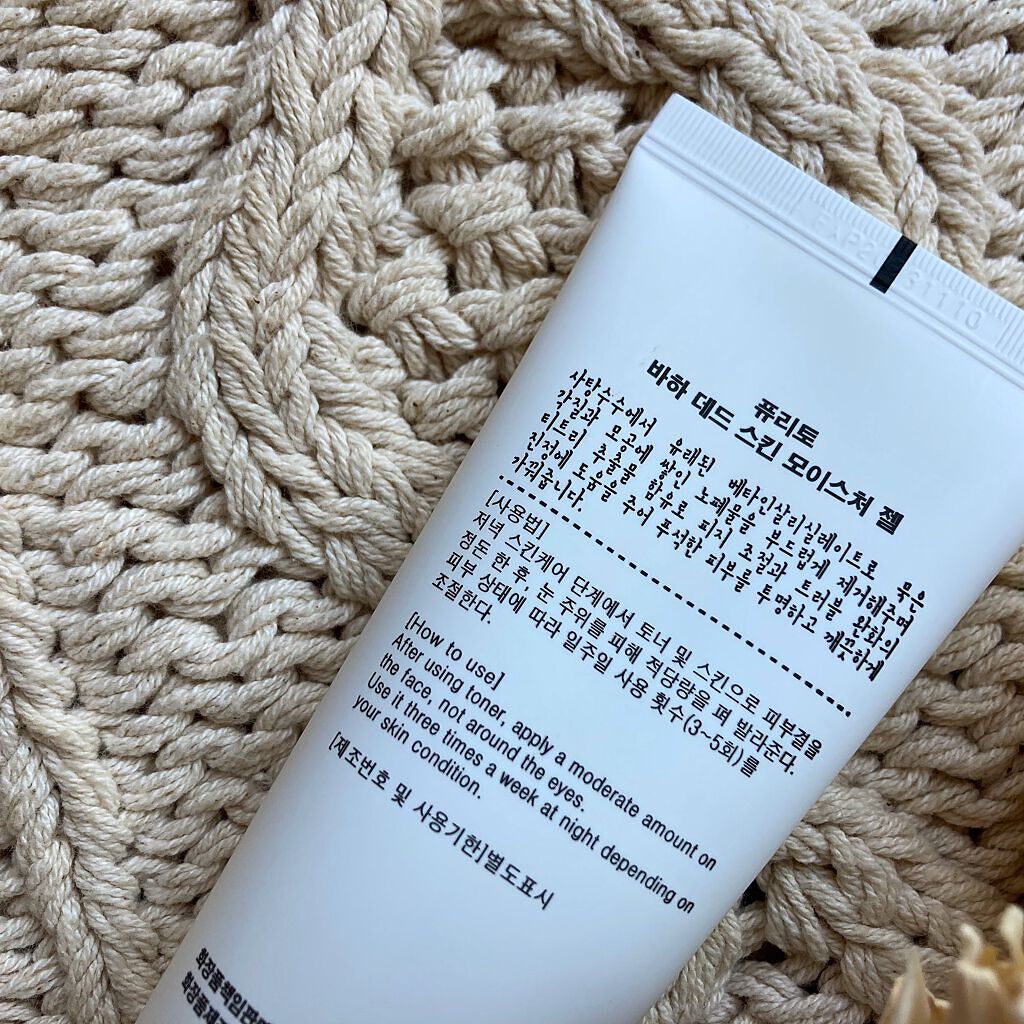 퓨리토
바하 데드 스킨 모이스처 젤
사탕수수에서 유래된 베타인살리실레이트로 묵은
각질과 모공에 쌓인 노폐물을 부드럽게 제거해주며
티트리 추출물 함유로 피지 조절과 트러블 완화의
진정에 도움을 주어 푸석한 피부를 투명하고 깨끗하게
가꿔줍니다.
[사용법]
저녁 스킨케어 단계에서 토너 및 스킨으로 피부결을
정돈 한 후, 눈 주위를 피해 적당량을 펴 발라준다.
피부 상태에 따라 일주일 사용 횟수(3~5회)를
조절한다.
[How to use]
After using toner, apply a moderate amount on
the face, not around the eyes.
Use it three times a week at night depending on
your skin condition.
[제조번호 및 사용기한]별도표시
화장품책임판매
화장품제